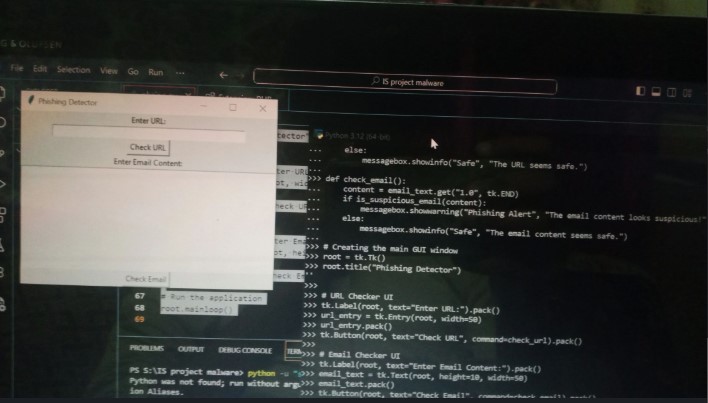 File Edit Selection View Go Run ...
IS project malware
Phishing Detector
Enter URL:
Check URL
Enter Email Content:
Check Email
Python 3.12 (64-bit)
... else:
... messagebox.showinfo("Safe", "The URL seems safe.")
...
>>> def check_email():
... content = email_text.get("1.0", tk.END)
... if is_suspicious_email(content):
... messagebox.showwarning("Phishing Alert", "The email content looks suspicious!"
... else:
... messagebox.showinfo("Safe", "The email content seems safe.")
...
>>> # Creating the main GUI window
>>> root = tk.Tk()
>>> root.title("Phishing Detector")
''
>>>
>>> # URL Checker UI
>>> tk.Label(root, text="Enter URL:").pack()
>>> url_entry = tk.Entry(root, width=50)
>>> url_entry.pack()
>>> tk.Button(root, text="Check URL", command=check_url).pack()
>>>
>>> # Email Checker UI
>>> tk.Label(root, text="Enter Email Content:").pack()
>>> email_text = tk.Text(root, height=10, width=50)
>>> email_text.pack()
>>> tk.Button(root, text="Check Email", command=check_email).pack()
67 # Run the application
68 root.mainloop()
69
PROBLEMS OUTPUT DEBUG CONSOLE
PS S:\IS project malware> python -u "s
Python was not found; run without
ion Aliases.